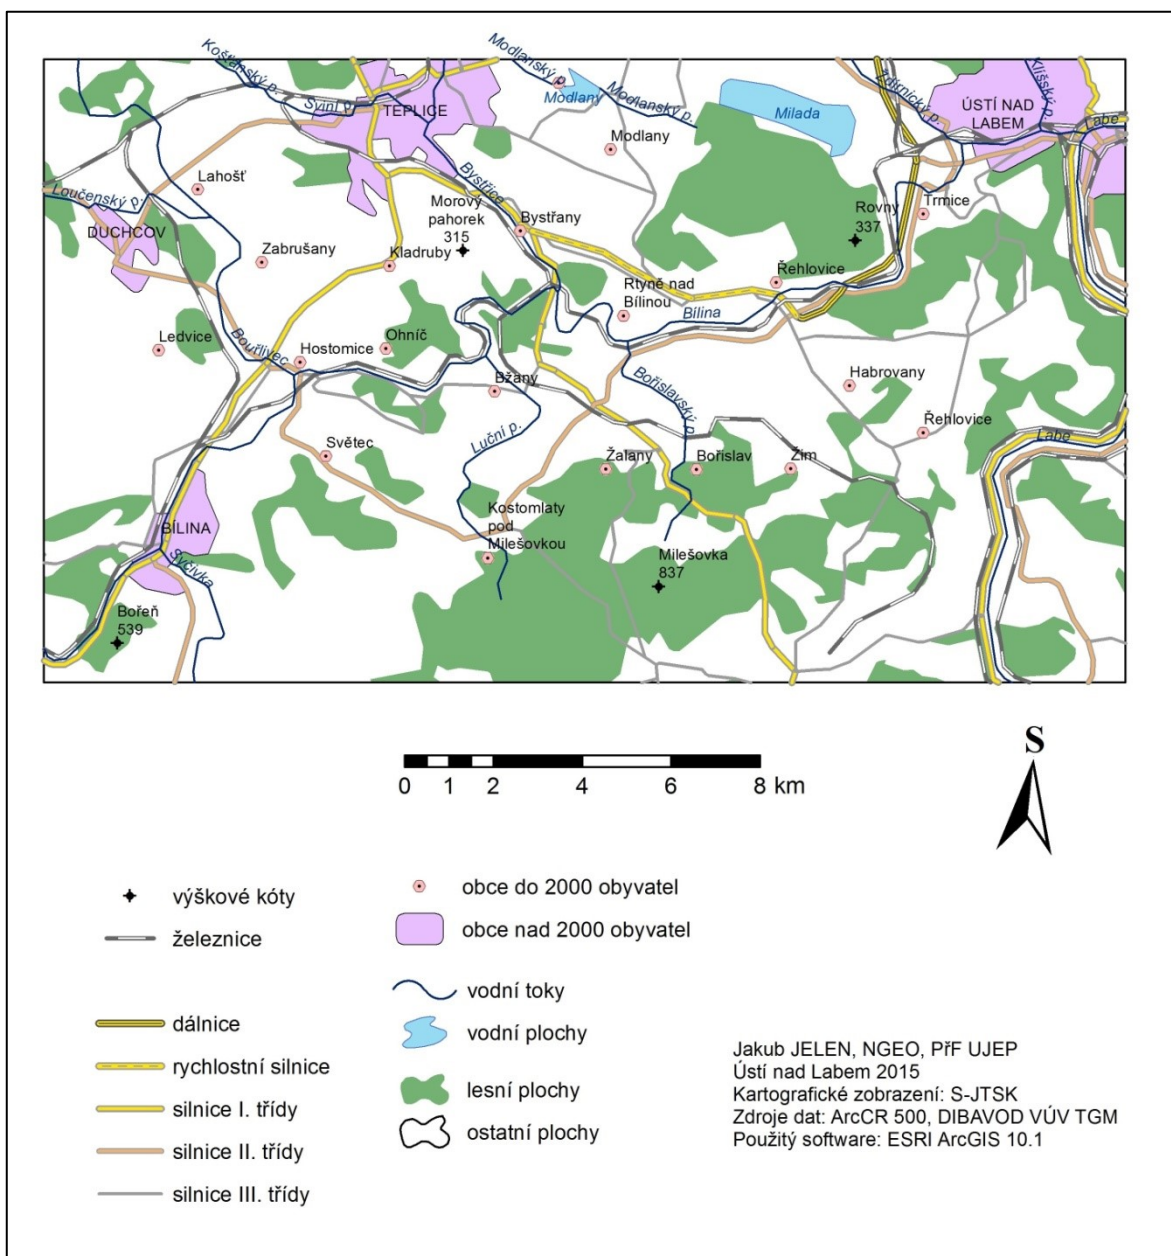 Košťanský p.
Sviní p.
TEPLICE
Modlanský p.
Modlany
Modlanský p.
Milada
Trmický p.
ÚSTÍ NAD
LABEM
Klíšský p.
Labe
Modlany
Lahošť
Loučenský p.
DUCHCOV
Bystřice
Morový
pahorek
315
Bystřany
Rovný
337
Trmice
Zabrušany
Kladruby
Rtyně nad
Bílinou
Řehlovice
Bílina
Ledvice
Bouřlivec
Hostomice
Ohníč
Bžany
Bořislavský p.
Habrovany
Řehlovice
Labe
Luční p.
Světec
Žalany
Bořislav
Žim
Kostomlaty
pod
Milešovkou
BÍLINA
Syčivka
Milešovka
837
Bořeň
539
S
0 1 2 4 6 8 km
výškové kóty
železnice
dálnice
rychlostní silnice
silnice I. třídy
silnice II. třídy
silnice III. třídy
obce do 2000 obyvatel
obce nad 2000 obyvatel
vodní toky
vodní plochy
lesní plochy
ostatní plochy
Jakub JELEN, NGEO, PřF UJEP
Ústí nad Labem 2015
Kartografické zobrazení: S-JTSK
Zdroje dat: ArcCR 500, DIBAVOD VÚV TGM
Použitý software: ESRI ArcGIS 10.1